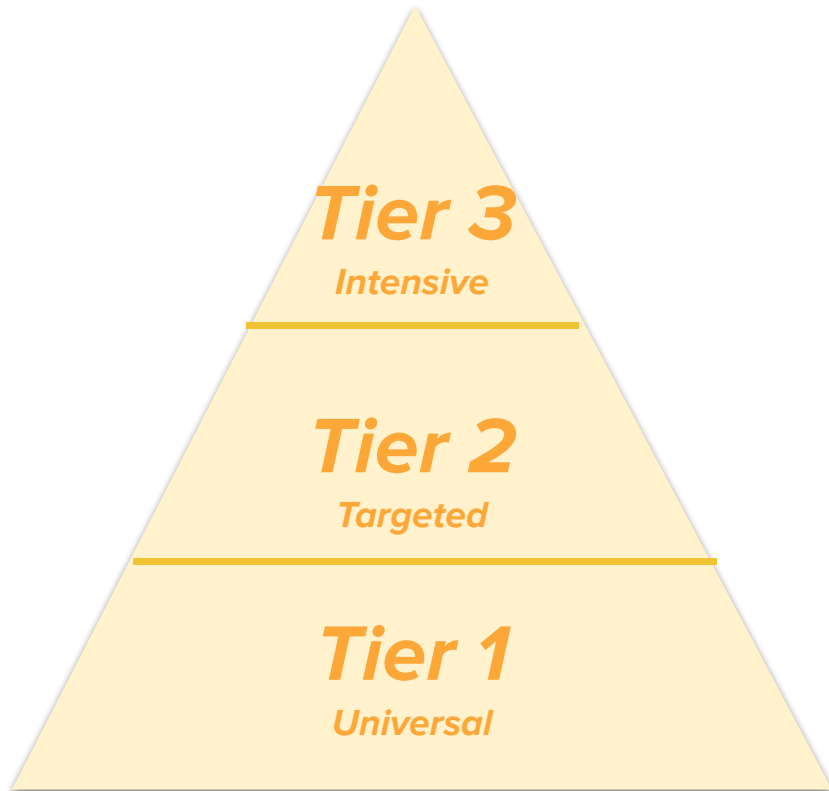 Tier 3
Intensive
Tier 2
Targeted
Tier 1
Universal